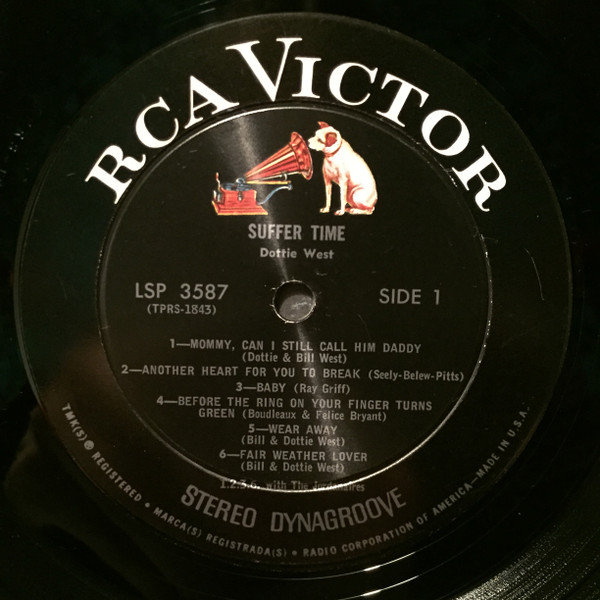 RCA VICTOR
SUFFER TIME
Dottie West
LSP 3587
(TPRS-1843)
SIDE 1
1—MOMMY, CAN I STILL CALL HIM DADDY
(Dottie & Bill West)
2—ANOTHER HEART FOR YOU TO BREAK (Seely-Belew-Pitts)
3—BABY (Ray Griff)
4—BEFORE THE RING ON YOUR FINGER TURNS
GREEN (Boudleaux & Felice Bryant)
5—WEAR AWAY
(Bill & Dottie West)
6—FAIR WEATHER LOVER
(Bill & Dottie West)
1.2.3.6. with The Jordanaires
STEREO DYNAGROOVE
TMK(S) ® REGISTERED • MARCA(S) REGISTRADA(S) • RADIO CORPORATION OF AMERICA—MADE IN U.S.A.